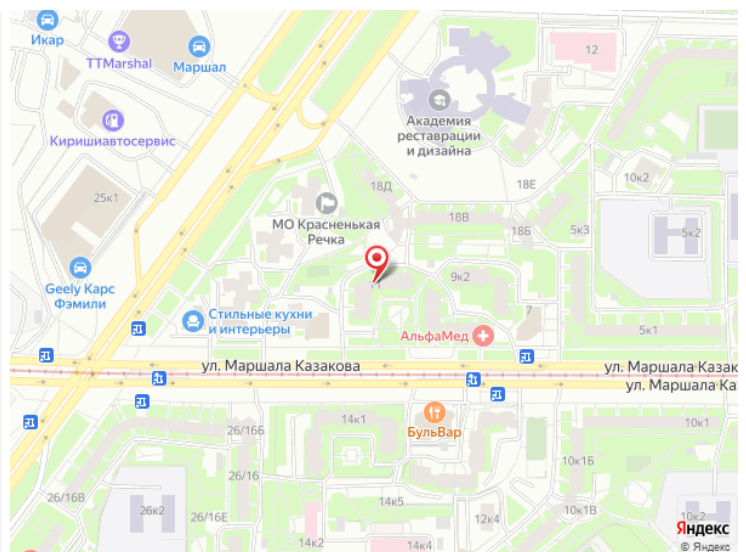 Икар
TTMarshal
Маршал
12
Киришиавтосервис
Академия
реставрации
и дизайна
10к2
25к1
18Д
18Е
МО Красненькая
Речка
18В
18Б
5к3
5к2
Geely Карс
Фэмили
9к2
Стильные кухни
и интерьеры
7
АльфаМед
5к1
ул. Маршала Казакова
ул. Маршала Казак
ул. Маршала Каз
БульВар
14к1
26/16Б
10к1
26/16
10к1Б
26/16В
26к2
26/16Е
14к5
12к4
10к1В
10к2
14к2
Яндекс
© Яндекс